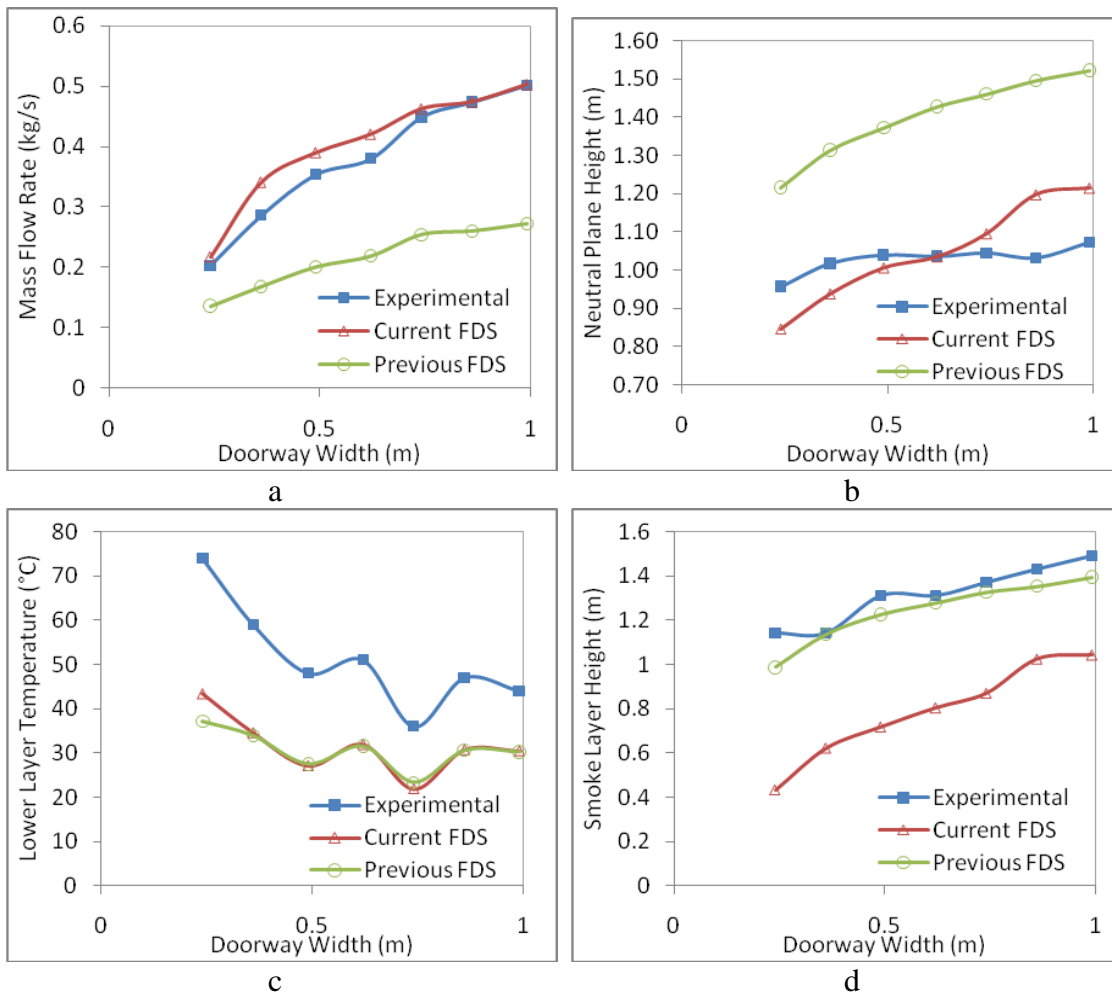 0.6
0.5
0.4
0.3
0.2
0.1
0
Mass Flow Rate (kg/s)
Experimental
Current FDS
Previous FDS
0 0.5 1
Doorway Width (m)
a
1.60
1.50
1.40
1.30
1.20
1.10
1.00
0.90
0.80
0.70
Neutral Plane Height (m)
Experimental
Current FDS
Previous FDS
0 0.5 1
Doorway Width (m)
b
80
70
60
50
40
30
20
10
0
Lower Layer Temperature (°C)
Experimental
Current FDS
Previous FDS
0 0.5 1
Doorway Width (m)
c
1.6
1.4
1.2
1
0.8
0.6
0.4
0.2
0
Smoke Layer Height (m)
Experimental
Current FDS
Previous FDS
0 0.5 1
Doorway Width (m)
d